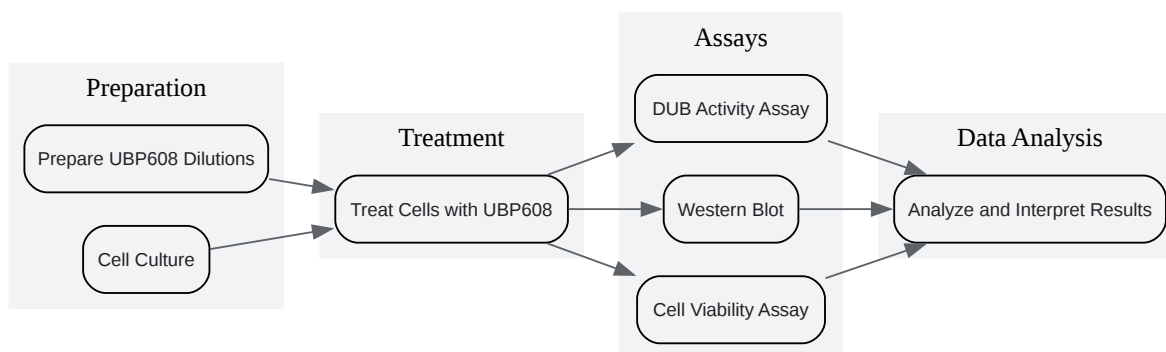 Preparation
Prepare UBP608 Dilutions
Cell Culture
Treatment
Treat Cells with UBP608
Assays
DUB Activity Assay
Western Blot
Cell Viability Assay
Data Analysis
Analyze and Interpret Results